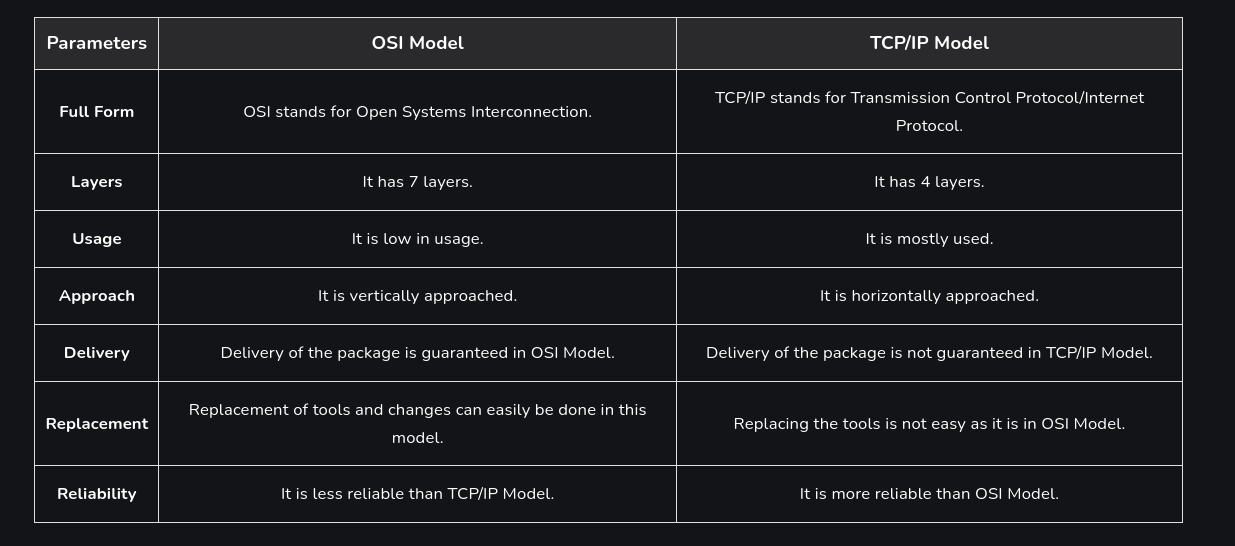 Parameters OSI Model TCP/IP Model
Full Form OSI stands for Open Systems Interconnection. TCP/IP stands for Transmission Control Protocol/Internet
Protocol.
Layers It has 7 layers. It has 4 layers.
Usage It is low in usage. It is mostly used.
Approach It is vertically approached. It is horizontally approached.
Delivery Delivery of the package is guaranteed in OSI Model. Delivery of the package is not guaranteed in TCP/IP Model.
Replacement Replacement of tools and changes can easily be done in this
model. Replacing the tools is not easy as it is in OSI Model.
Reliability It is less reliable than TCP/IP Model. It is more reliable than OSI Model.